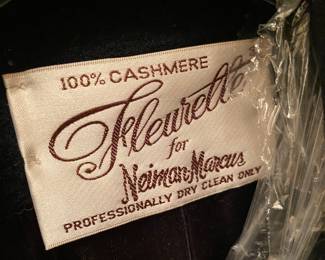 100% CASHMERE
Fleurette
for
Neiman Marcus
PROFESSIONALLY DRY CLEAN ONLY